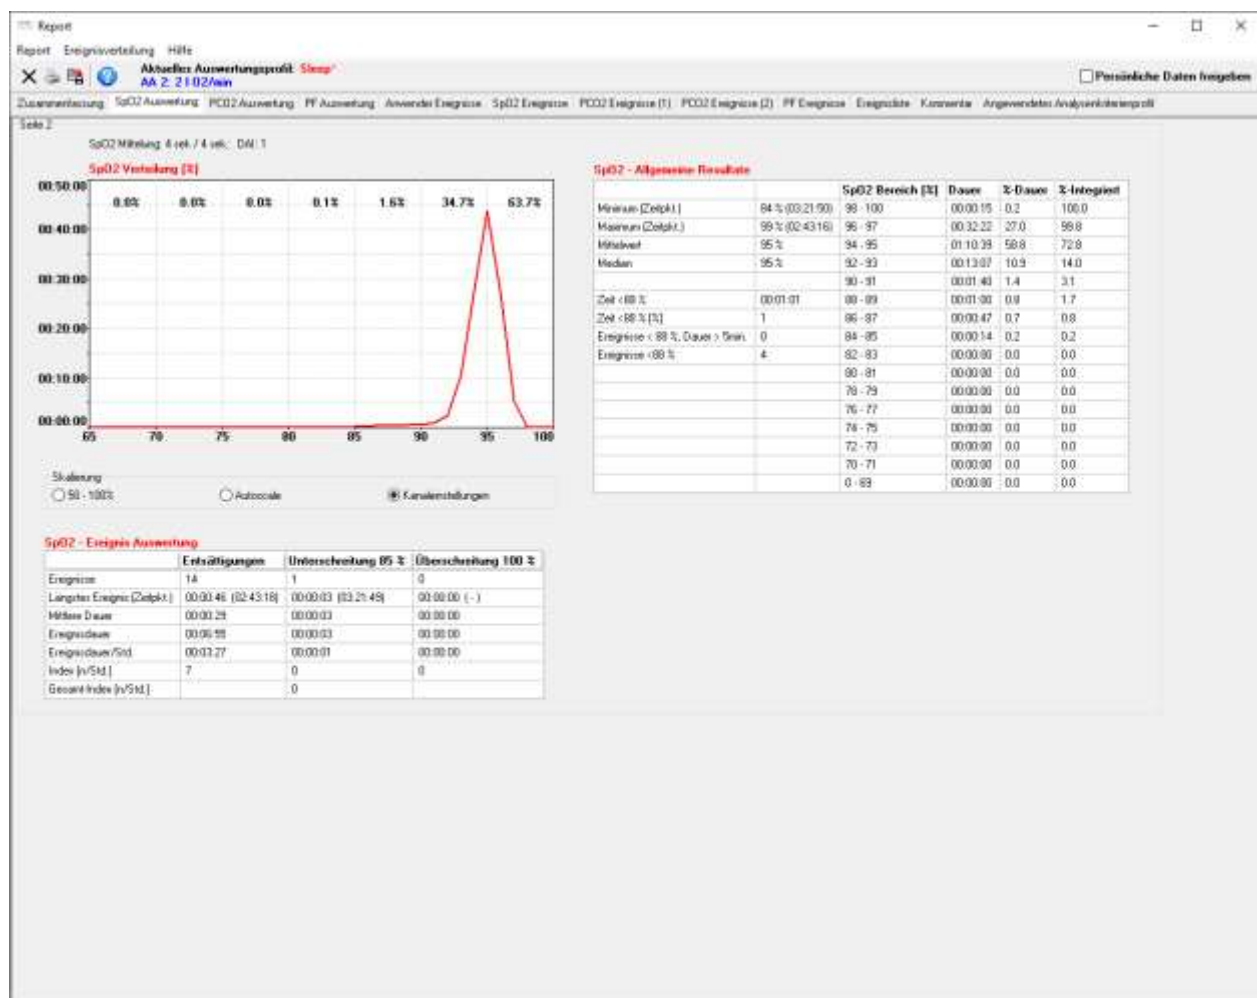 Report
Report Ereignisverteilung Hilfe
Aktuelles Auswertungsprofil: Sleep*
AA 2: 2 l 02/min
Persönliche Daten freigeben
Zusammenfassung SpO2 Auswertung PCO2 Auswertung PF Auswertung Anwender Ereignisse SpO2 Ereignisse PCO2 Ereignisse (1) PCO2 Ereignisse (2) PF Ereignisse Ereignisliste Kommentar Angewendetes Analysenkriterienprofil
Seite 2
SpO2 Mittelung: 4 sek. / 4 sek.; DAI: 1
SpO2 Verteilung [%]
00:50:00
0.0% 0.0% 0.0% 0.1% 1.6% 34.7% 63.7%
00:40:00
00:30:00
00:20:00
00:10:00
00:00:00
65 70 75 80 85 90 95 100
Skalierung
50 - 100% Autoscale Kanaleinstellungen
SpO2 - Allgemeine Resultate
SpO2 Bereich [%] Dauer %-Dauer %-Integriert
Minimum (Zeitpkt.) 84 % (03:21:50) 98 - 100 00:00:15 0.2 100.0
Maximum (Zeitpkt.) 99 % (02:43:16) 96 - 97 00:32:22 27.0 99.8
Mittelwert 95 % 94 - 95 01:10:39 58.8 72.8
Median 95 % 92 - 93 00:13:07 10.9 14.0
90 - 91 00:01:40 1.4 3.1
Zeit <88 % 00:01:01 88 - 89 00:01:00 0.8 1.7
Zeit <88 % [%] 1 86 - 87 00:00:47 0.7 0.8
Ereignisse < 88 %, Dauer > 5min. 0 84 - 85 00:00:14 0.2 0.2
Ereignisse <88 % 4 82 - 83 00:00:00 0.0 0.0
80 - 81 00:00:00 0.0 0.0
78 - 79 00:00:00 0.0 0.0
76 - 77 00:00:00 0.0 0.0
74 - 75 00:00:00 0.0 0.0
72 - 73 00:00:00 0.0 0.0
70 - 71 00:00:00 0.0 0.0
0 - 69 00:00:00 0.0 0.0
SpO2 - Ereignis Auswertung
Entsättigungen Unterschreitung 85 % Überschreitung 100 %
Ereignisse 14 1 0
Längstes Ereignis (Zeitpkt.) 00:00:46 (02:43:18) 00:00:03 (03:21:49) 00:00:00 ( - )
Mittlere Dauer 00:00:29 00:00:03 00:00:00
Ereignisdauer 00:06:55 00:00:03 00:00:00
Ereignisdauer/Std. 00:03:27 00:00:01 00:00:00
Index [n/Std.] 7 0 0
Gesamt-Index [n/Std.] 0